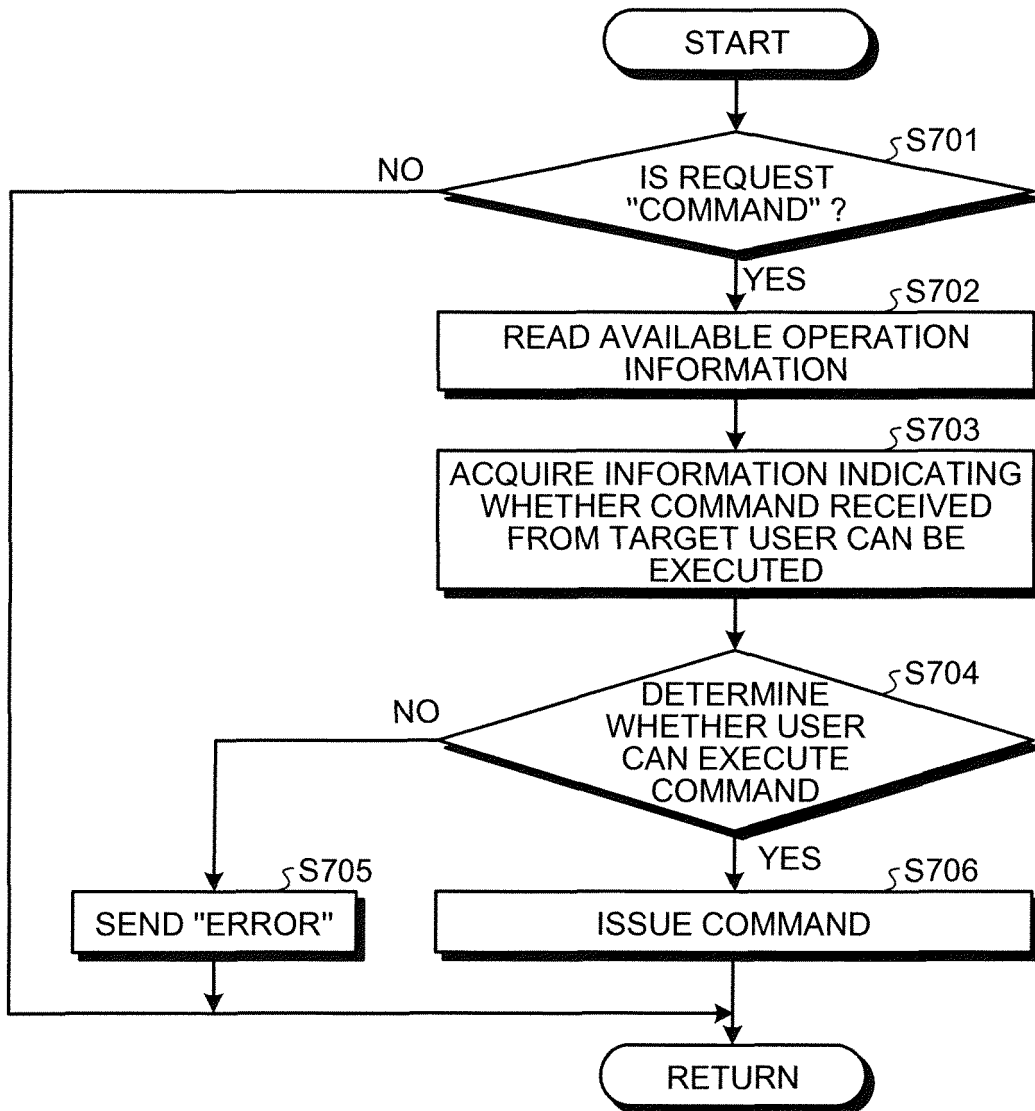 START
S701
NO
IS REQUEST
"COMMAND" ?
YES
S702
READ AVAILABLE OPERATION
INFORMATION
S703
ACQUIRE INFORMATION INDICATING
WHETHER COMMAND RECEIVED
FROM TARGET USER CAN BE
EXECUTED
S704
NO
DETERMINE
WHETHER USER
CAN EXECUTE
COMMAND
YES
S705
S706
SEND "ERROR"
ISSUE COMMAND
RETURN